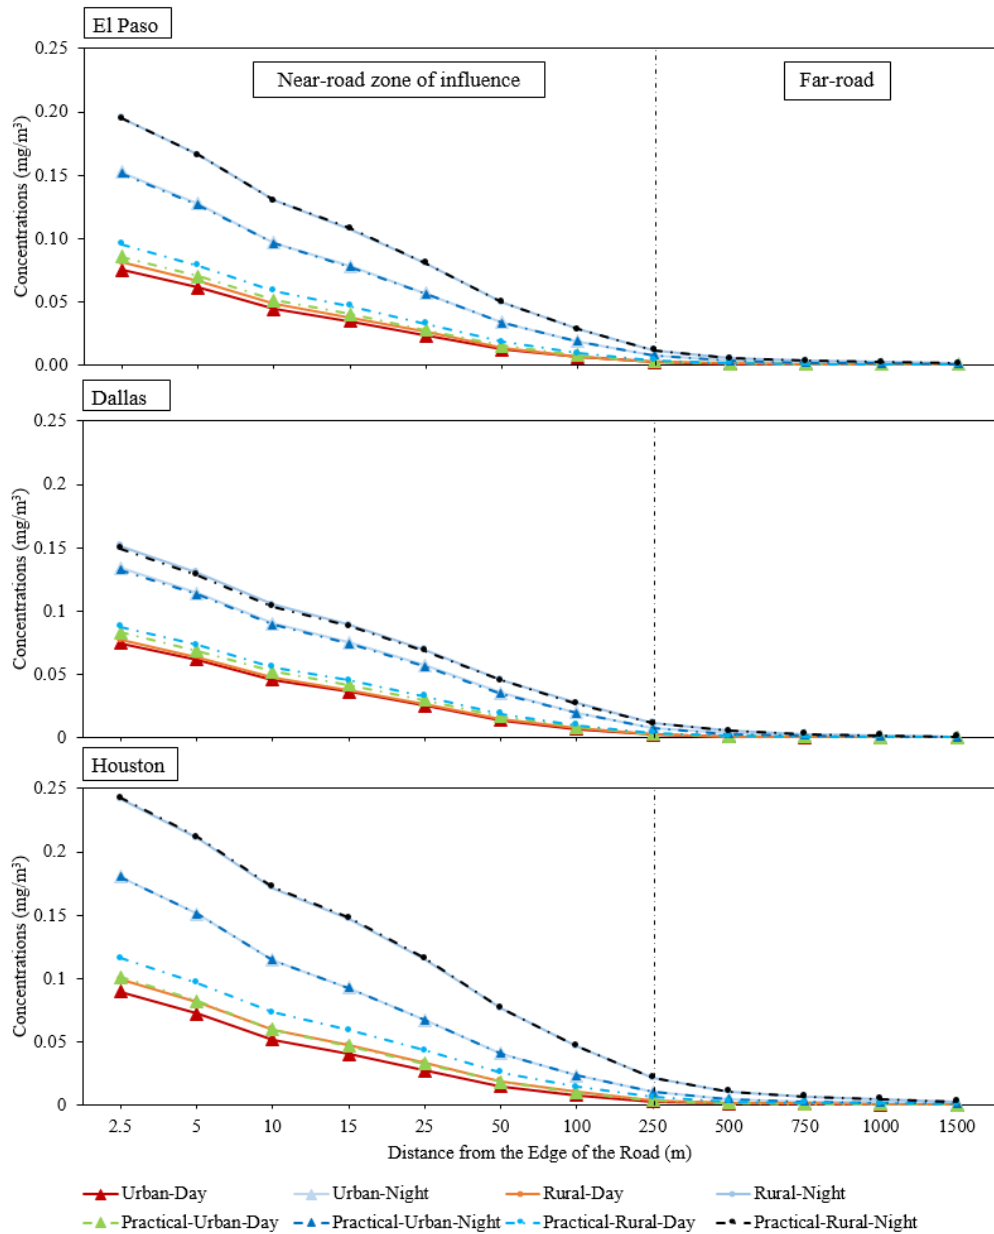 El Paso
0.25
Near-road zone of influence
Far-road
0.20
0.15
0.10
0.05
0.00
Concentrations (mg/m³)
Dallas
0.25
0.2
0.15
0.1
0.05
0
Concentrations (mg/m³)
Houston
0.25
0.2
0.15
0.1
0.05
0
Concentrations (mg/m³)
2.5 5 10 15 25 50 100 250 500 750 1000 1500
Distance from the Edge of the Road (m)
Urban-Day Urban-Night Rural-Day Rural-Night
Practical-Urban-Day Practical-Urban-Night Practical-Rural-Day Practical-Rural-Night